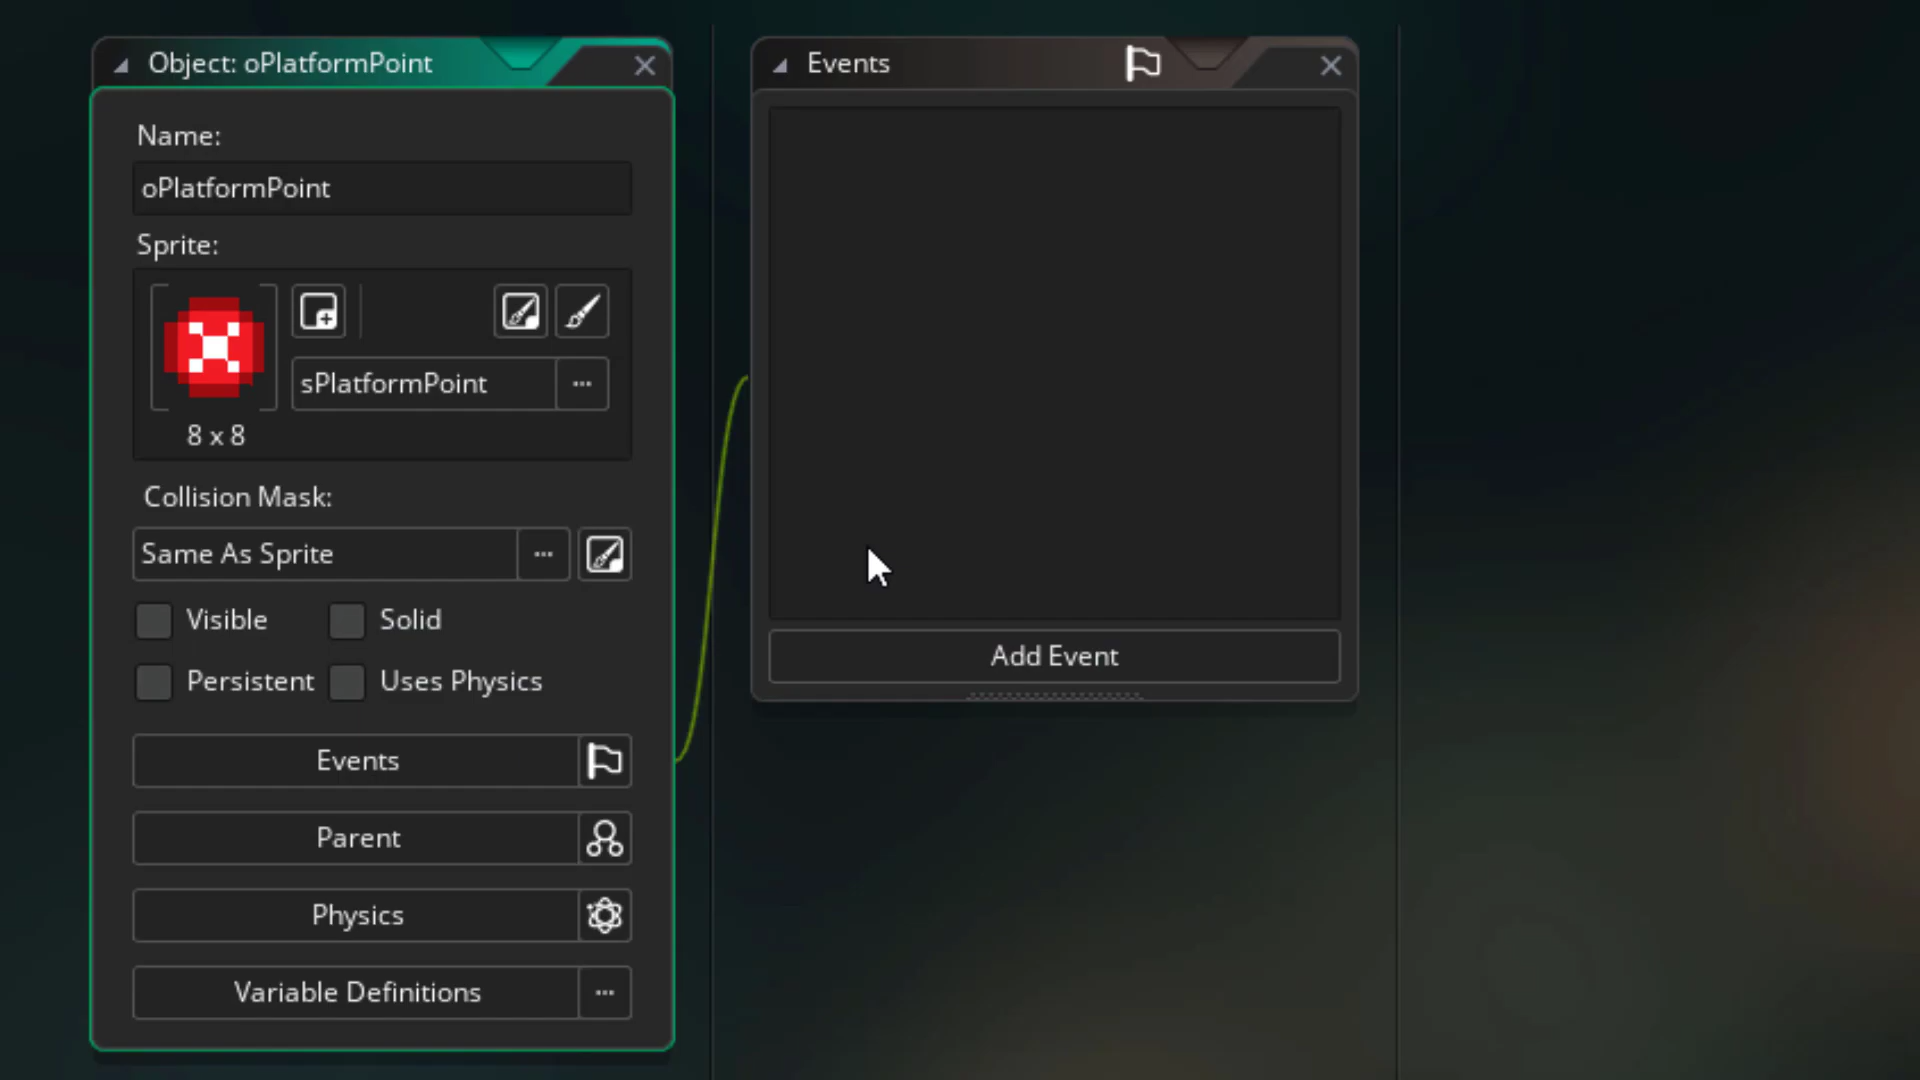 Object: oPlatformPoint
Name:
oPlatformPoint
Sprite:
sPlatformPoint
...
8 x 8
Collision Mask:
Same As Sprite
...
Visible
Solid
Persistent
Uses Physics
Events
Parent
Physics
Variable Definitions
...
Events
Add Event